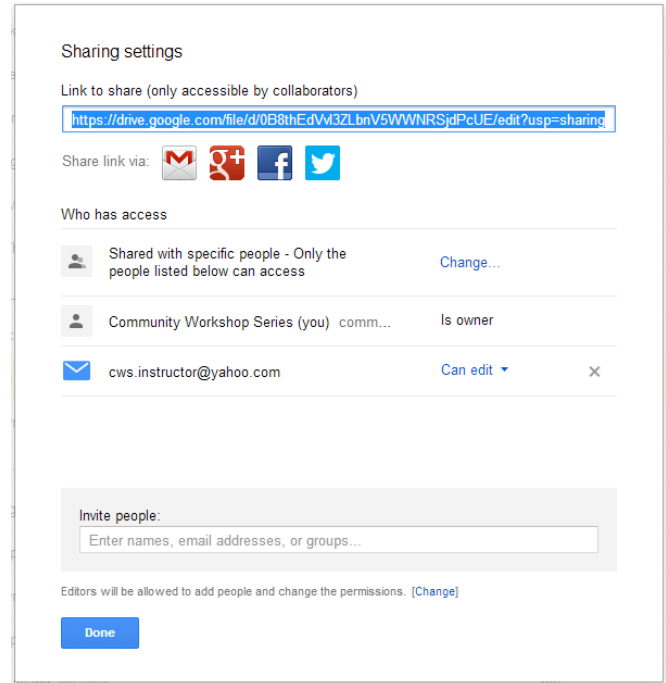 Sharing settings
Link to share (only accessible by collaborators)
https://drive.google.com/file/d/0B8thEdVvl3ZLbnV5WWNRSjdPcUE/edit?usp=sharing
Share link via:
Who has access
Shared with specific people - Only the
people listed below can access
Change...
Community Workshop Series (you) comm...
Is owner
cws.instructor@yahoo.com
Can edit
Invite people:
Enter names, email addresses, or groups...
Editors will be allowed to add people and change the permissions. [Change]
Done